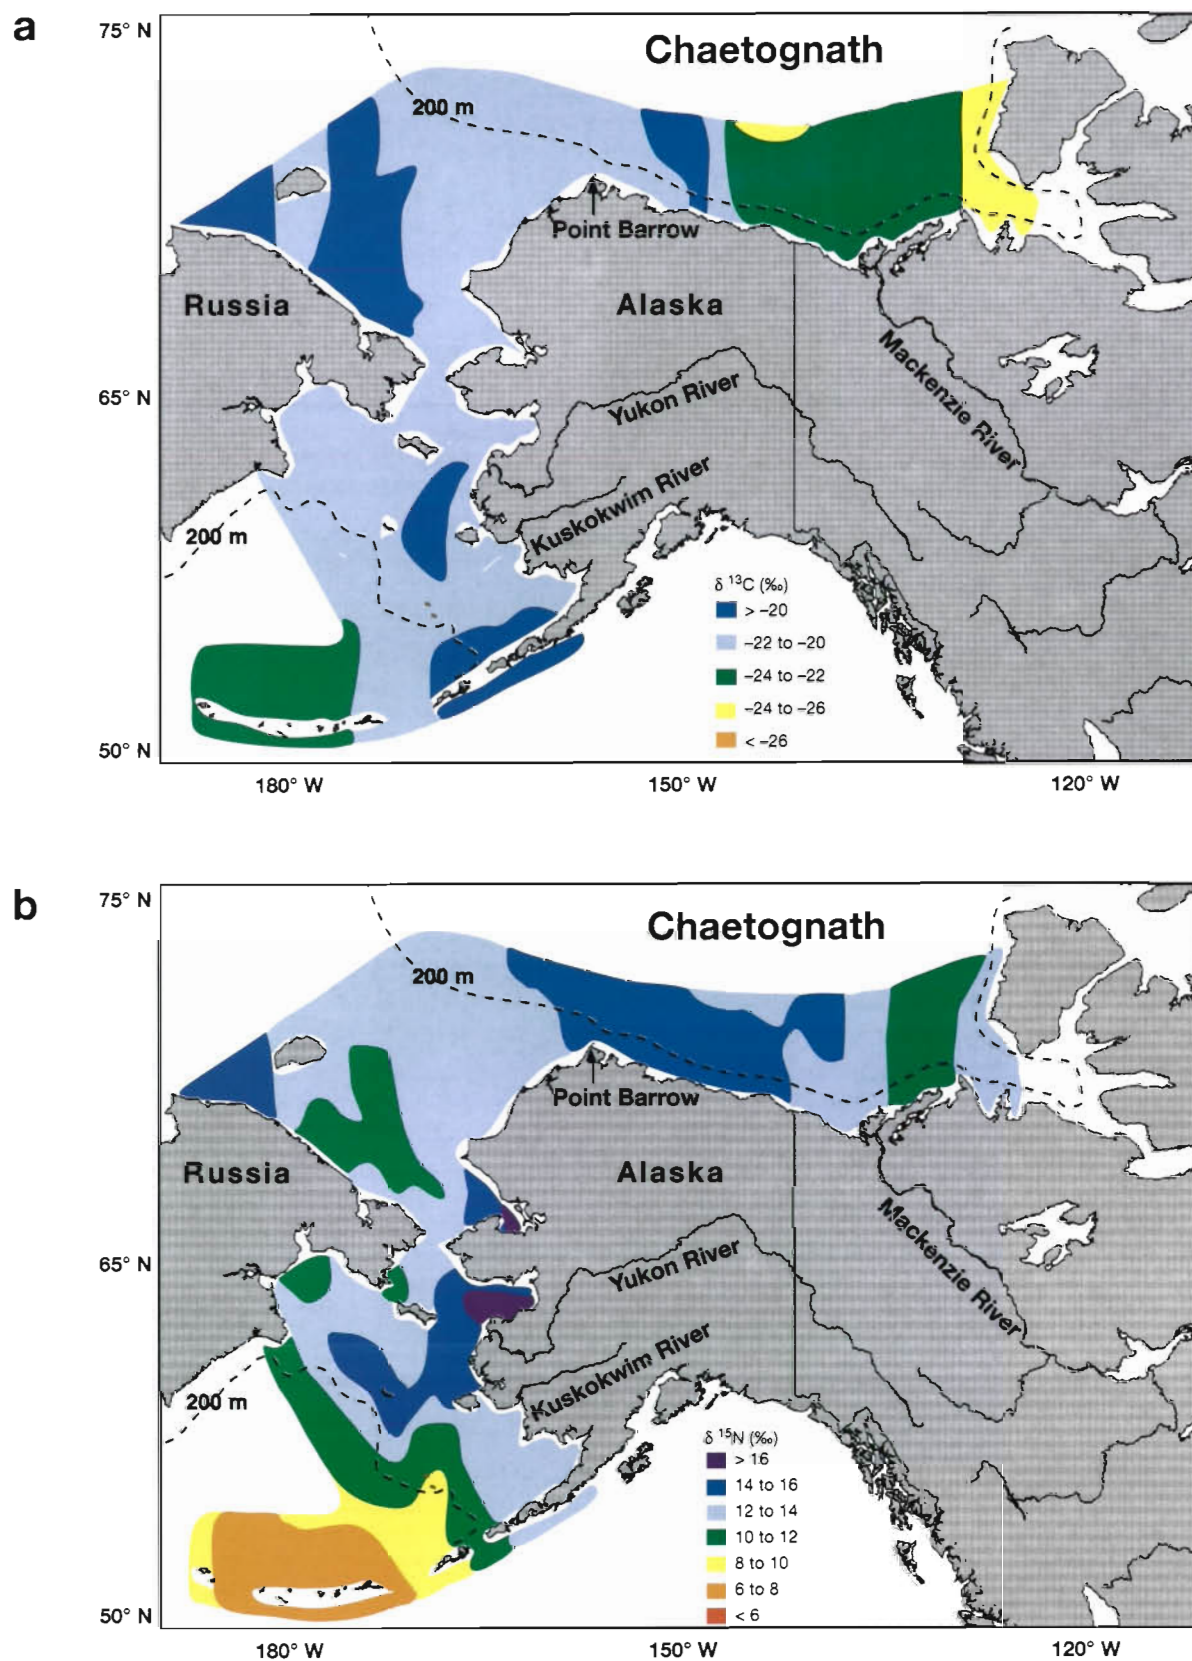 a
75° N
Chaetognath
200 m
Point Barrow
Russia
Alaska
Mackenzie River
65° N
Yukon River
Kuskokwim River
200 m
δ 13C (‰)
> −20
−22 to −20
−24 to −22
−24 to −26
< −26
50° N
180° W
150° W
120° W
b
75° N
Chaetognath
200 m
Point Barrow
Russia
Alaska
Mackenzie River
65° N
Yukon River
Kuskokwim River
200 m
δ 15N (‰)
> 16
14 to 16
12 to 14
10 to 12
8 to 10
6 to 8
< 6
50° N
180° W
150° W
120° W